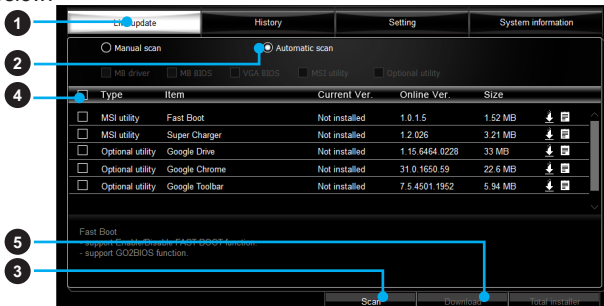 below.
1
Live update History Setting System information
Manual scan Automatic scan
2
MB driver MB BIOS VGA BIOS MSI utility Optional utility
4
Type Item Current Ver. Online Ver. Size
MSI utility Fast Boot Not installed 1.0.1.5 1.52 MB
MSI utility Super Charger Not installed 1.2.026 3.21 MB
Optional utility Google Drive Not installed 1.15.6464.0228 33 MB
Optional utility Google Chrome Not installed 31.0.1650.59 22.6 MB
Optional utility Google Toolbar Not installed 7.5.4501.1952 5.94 MB
Fast Boot
- support Enable/Disable FAST BOOT function.
- support GO2BIOS function.
5
3
Scan Download Total installer